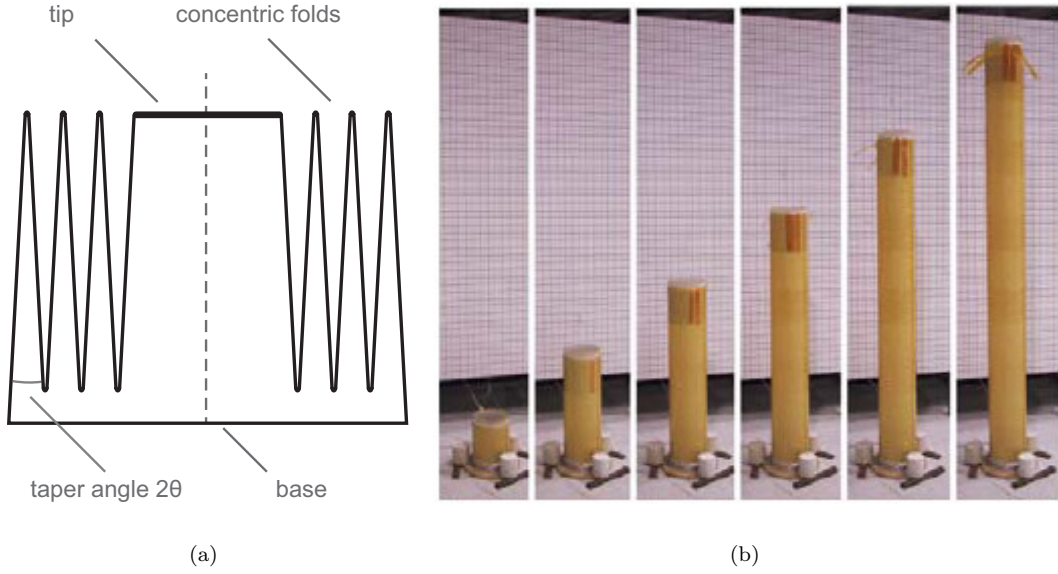 tip
concentric folds
taper angle 2θ
base
(a)
(b)